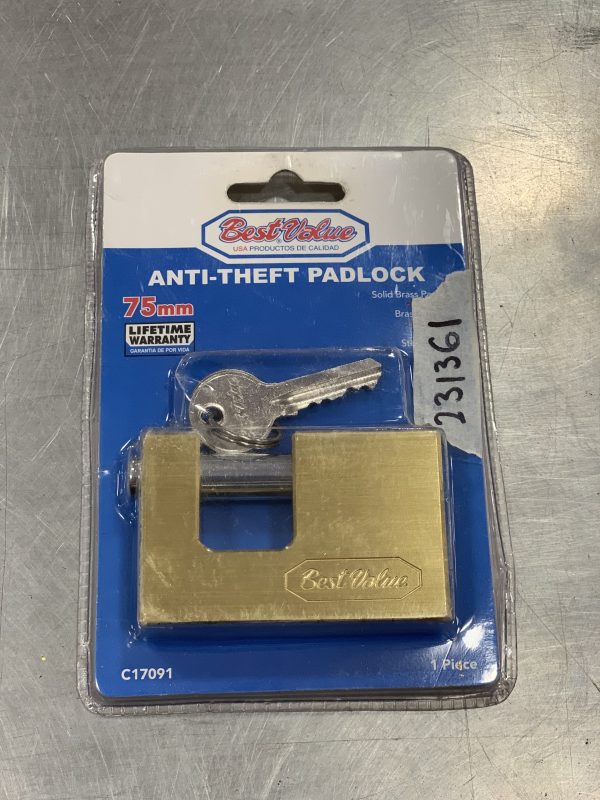 Best Value
USA PRODUCTOS DE CALIDAD
ANTI-THEFT PADLOCK
75mm
LIFETIME
WARRANTY
GARANTIA DE POR VIDA
Solid Brass
231361
Best Value
C17091
1 Piece